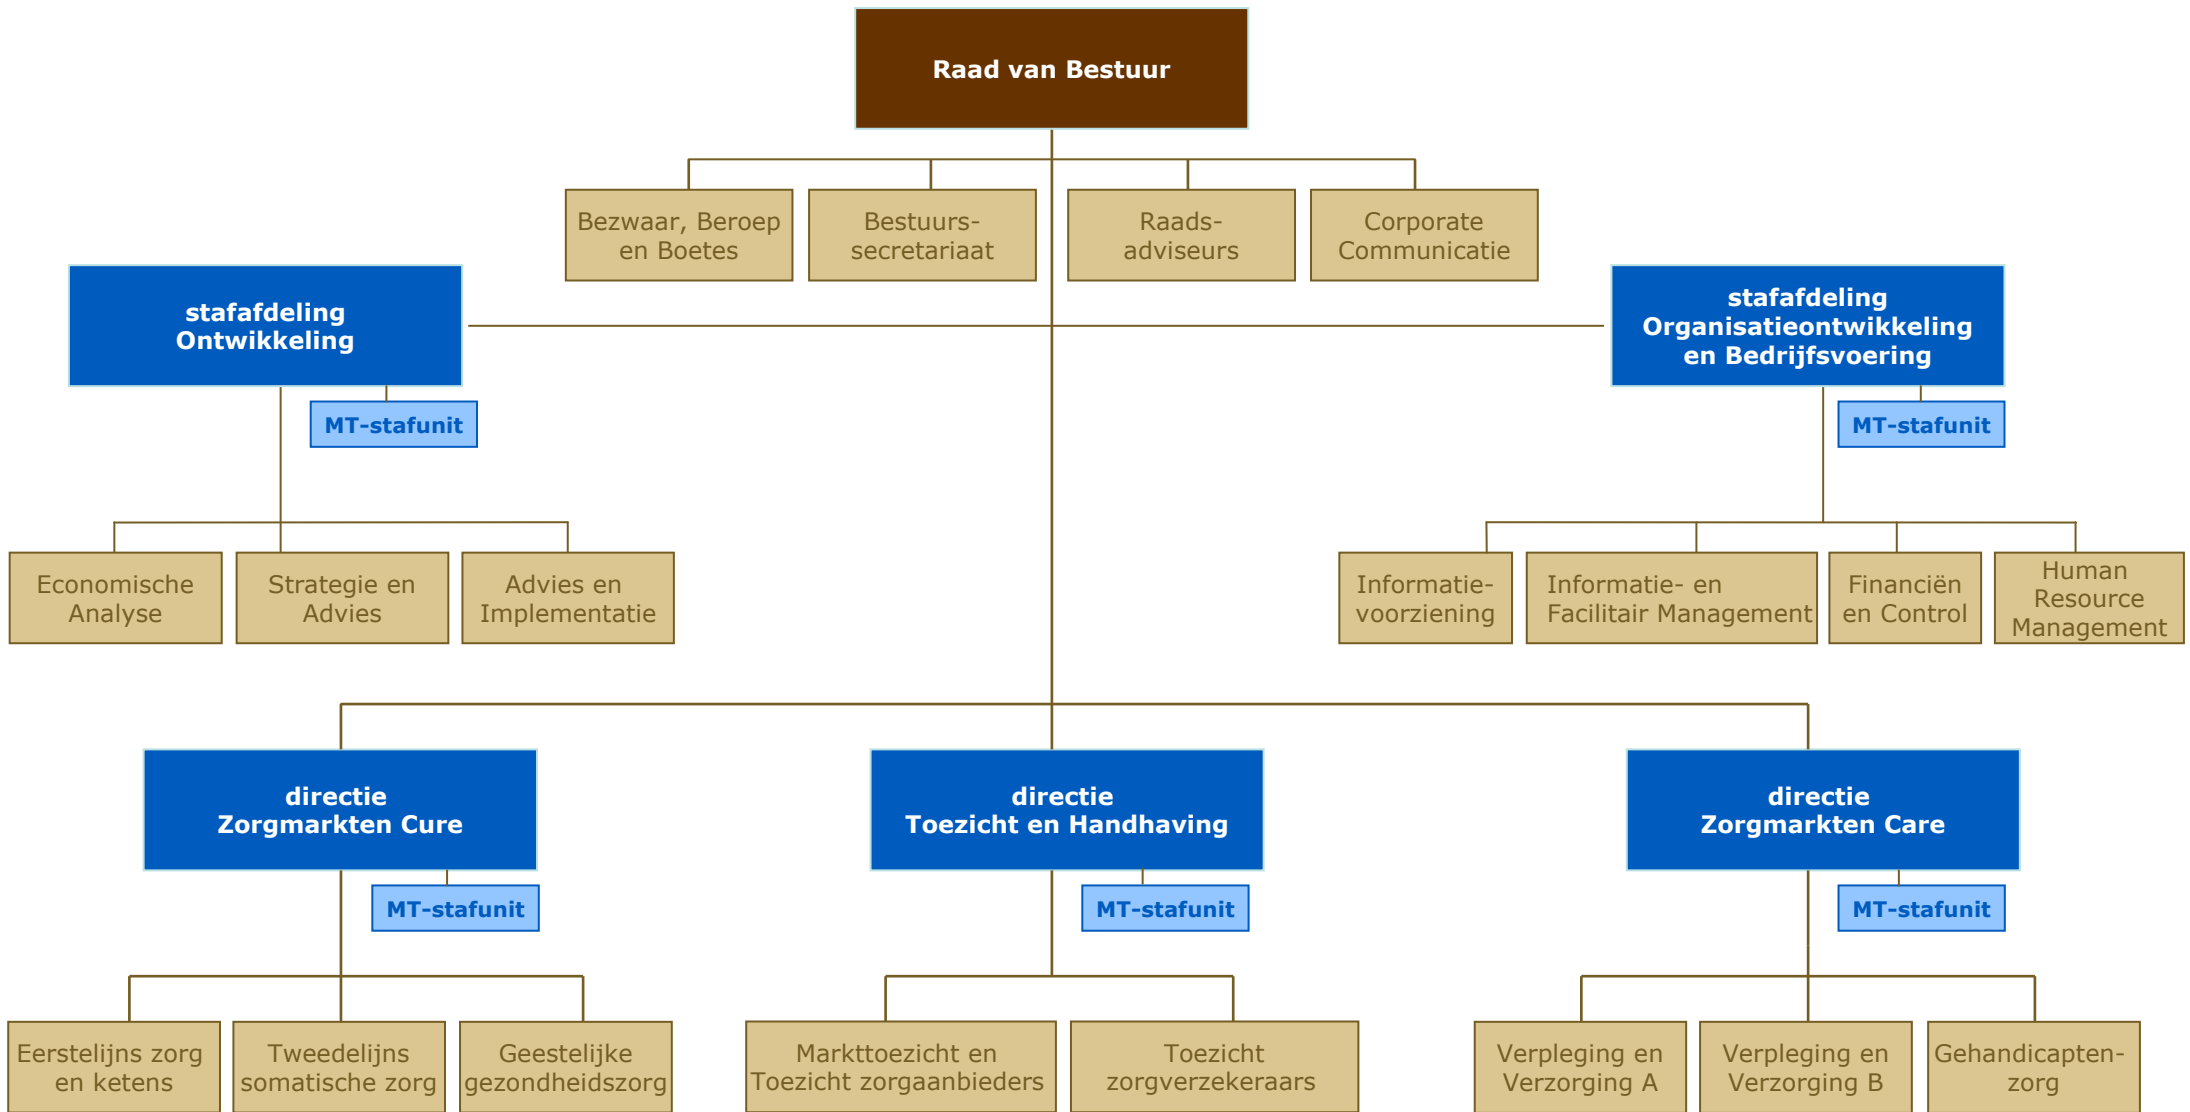 Raad van Bestuur
Bezwaar, Beroep
en Boetes
Bestuurs-
secretariaat
Raads-
adviseurs
Corporate
Communicatie
stafafdeling
Ontwikkeling
stafafdeling
Organisatieontwikkeling
en Bedrijfsvoering
MT-stafunit
MT-stafunit
Economische
Analyse
Strategie en
Advies
Advies en
Implementatie
Informatie-
voorziening
Informatie- en
Facilitair Management
Financiën
en Control
Human
Resource
Management
directie
Zorgmarkten Cure
directie
Toezicht en Handhaving
directie
Zorgmarkten Care
MT-stafunit
MT-stafunit
MT-stafunit
Eerstelijns zorg
en ketens
Tweedelijns
somatische zorg
Geestelijke
gezondheidszorg
Markttoezicht en
Toezicht zorgaanbieders
Toezicht
zorgverzekeraars
Verpleging en
Verzorging A
Verpleging en
Verzorging B
Gehandicapten-
zorg